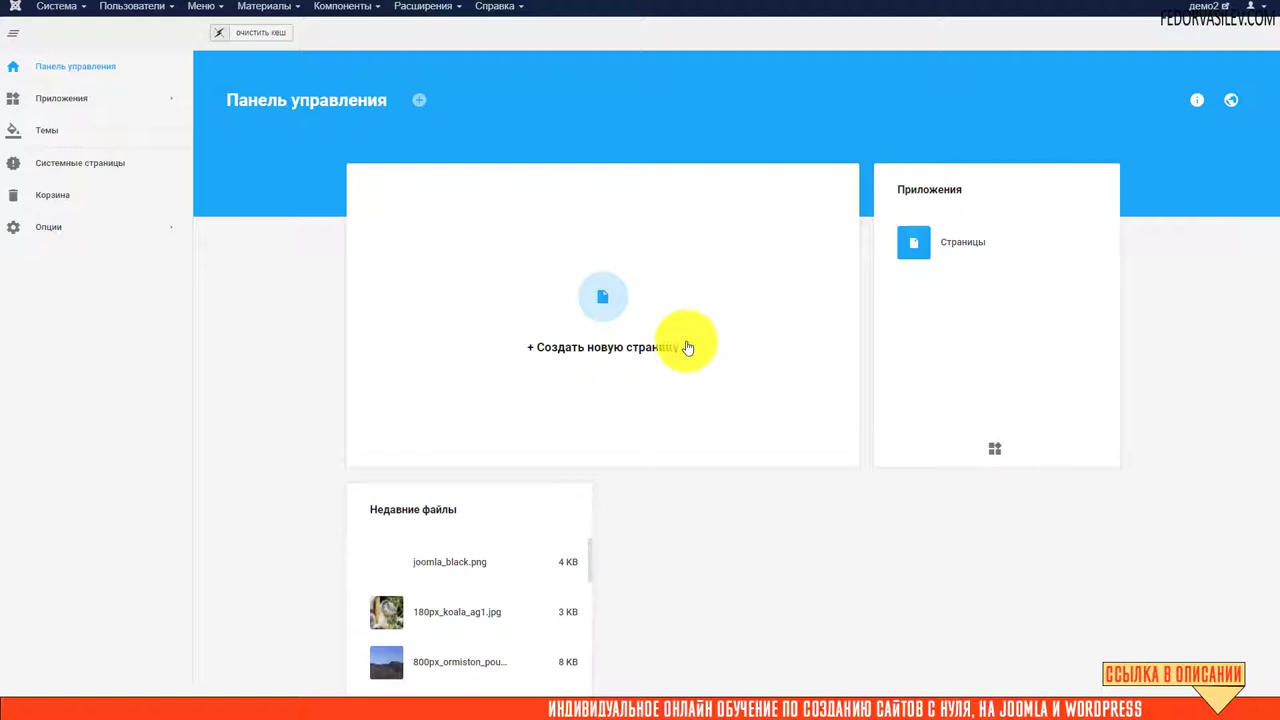 Система Пользователи Меню Материалы Компоненты Расширения Справка демо2
FEDORVASILEV.COM
очистить кеш
Панель управления
Приложения
Темы
Системные страницы
Корзина
Опции
Панель управления
+ Создать новую страницу
Приложения
Страницы
Недавние файлы
joomla_black.png 4 KB
180px_koala_ag1.jpg 3 KB
800px_ormiston_pou... 8 KB
ССЫЛКА В ОПИСАНИИ
ИНДИВИДУАЛЬНОЕ ОНЛАЙН ОБУЧЕНИЕ ПО СОЗДАНИЮ САЙТОВ С НУЛЯ, НА JOOMLA И WORDPRESS